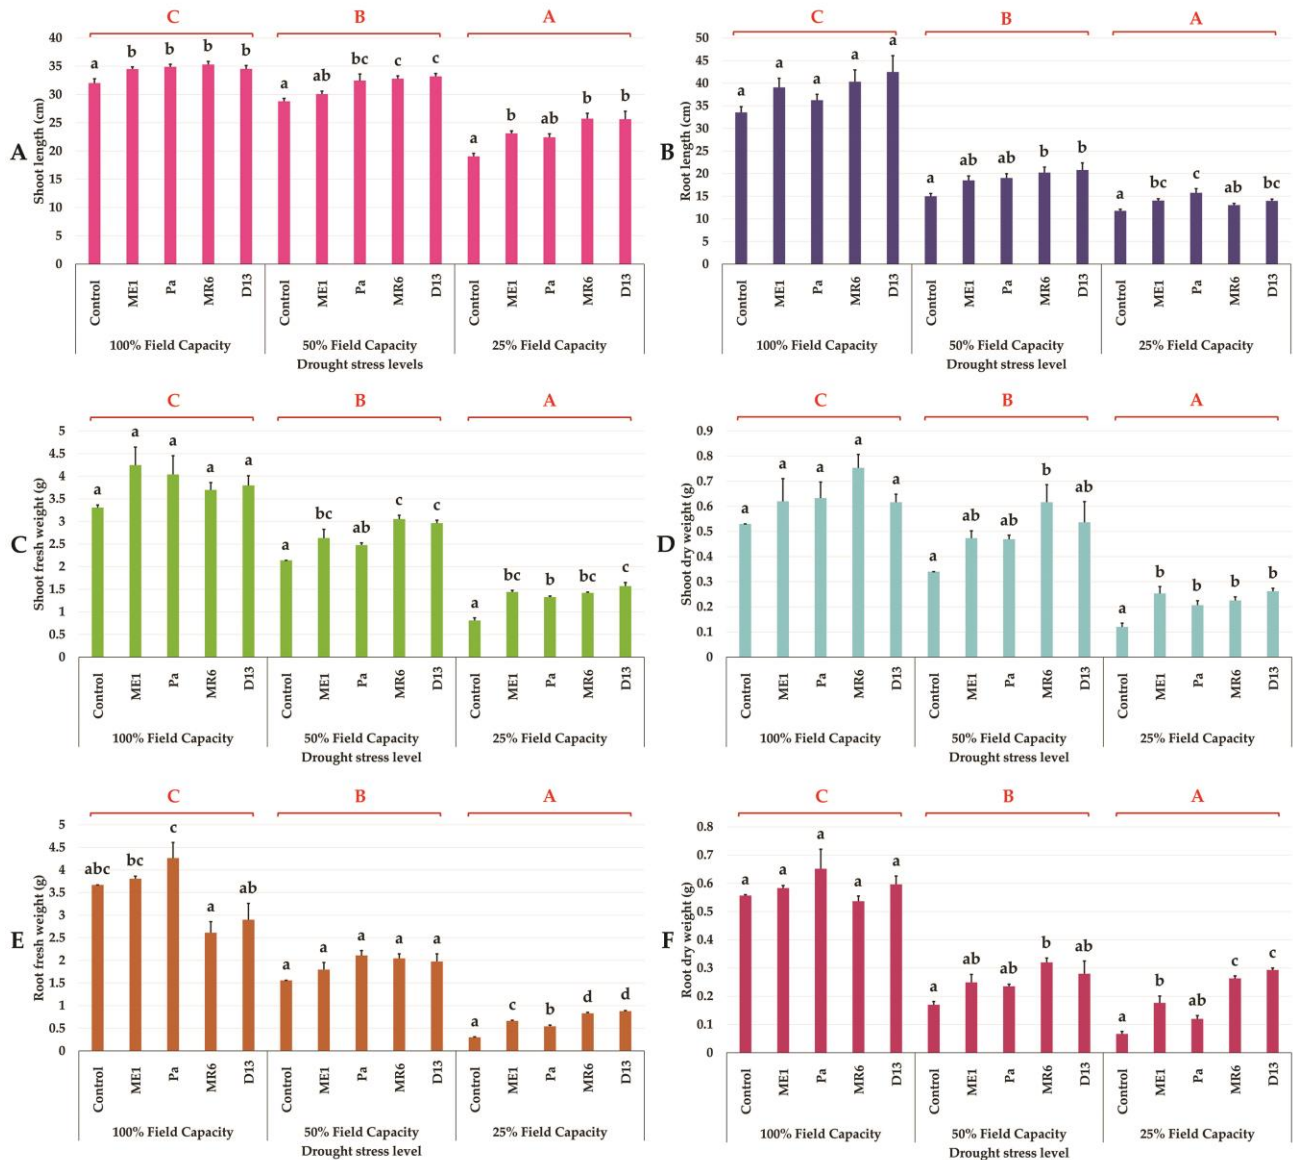 C B A
40
35
30
25
20
15
10
5
0
A
Shoot length (cm)
a b b b b a ab bc c c a b ab b b
Control ME1 Pa MR6 D13 Control ME1 Pa MR6 D13 Control ME1 Pa MR6 D13
100% Field Capacity 50% Field Capacity 25% Field Capacity
Drought stress levels
C B A
50
45
40
35
30
25
20
15
10
5
0
B
Root length (cm)
a a a a a a ab ab b b a bc c ab bc
Control ME1 Pa MR6 D13 Control ME1 Pa MR6 D13 Control ME1 Pa MR6 D13
100% Field Capacity 50% Field Capacity 25% Field Capacity
Drought stress level
C B A
5
4.5
4
3.5
3
2.5
2
1.5
1
0.5
0
C
Shoot fresh weight (g)
a a a a a a bc ab c c a bc b bc c
Control ME1 Pa MR6 D13 Control ME1 Pa MR6 D13 Control ME1 Pa MR6 D13
100% Field Capacity 50% Field Capacity 25% Field Capacity
Drought stress level
C B A
0.9
0.8
0.7
0.6
0.5
0.4
0.3
0.2
0.1
0
D
Shoot dry weight (g)
a a a a a a ab ab b ab a b b b b
Control ME1 Pa MR6 D13 Control ME1 Pa MR6 D13 Control ME1 Pa MR6 D13
100% Field Capacity 50% Field Capacity 25% Field Capacity
Drought stress level
C B A
5
4.5
4
3.5
3
2.5
2
1.5
1
0.5
0
E
Root fresh weight (g)
abc bc c a ab a a a a a a c b d d
Control ME1 Pa MR6 D13 Control ME1 Pa MR6 D13 Control ME1 Pa MR6 D13
100% Field Capacity 50% Field Capacity 25% Field Capacity
Drought stress level
C B A
0.8
0.7
0.6
0.5
0.4
0.3
0.2
0.1
0
F
Root dry weight (g)
a a a a a a ab ab b ab a b ab c c
Control ME1 Pa MR6 D13 Control ME1 Pa MR6 D13 Control ME1 Pa MR6 D13
100% Field Capacity 50% Field Capacity 25% Field Capacity
Drought stress level